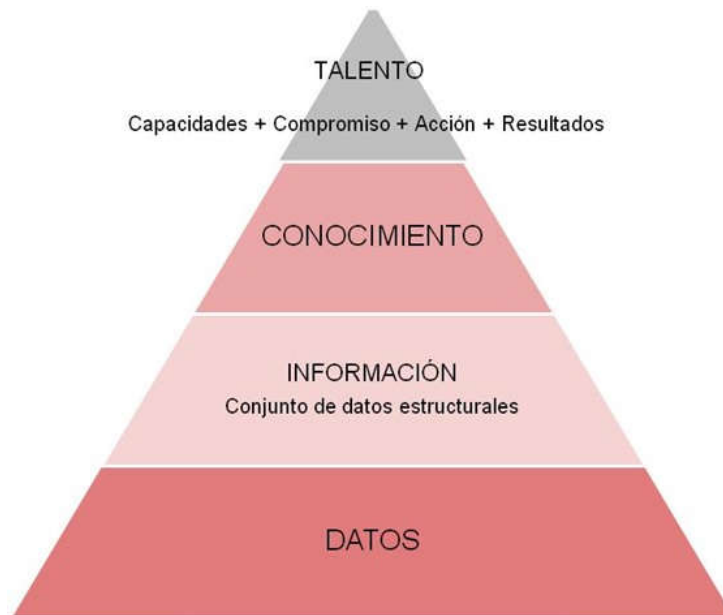 TALENTO
Capacidades + Compromiso + Acción + Resultados
CONOCIMIENTO
INFORMACIÓN
Conjunto de datos estructurales
DATOS